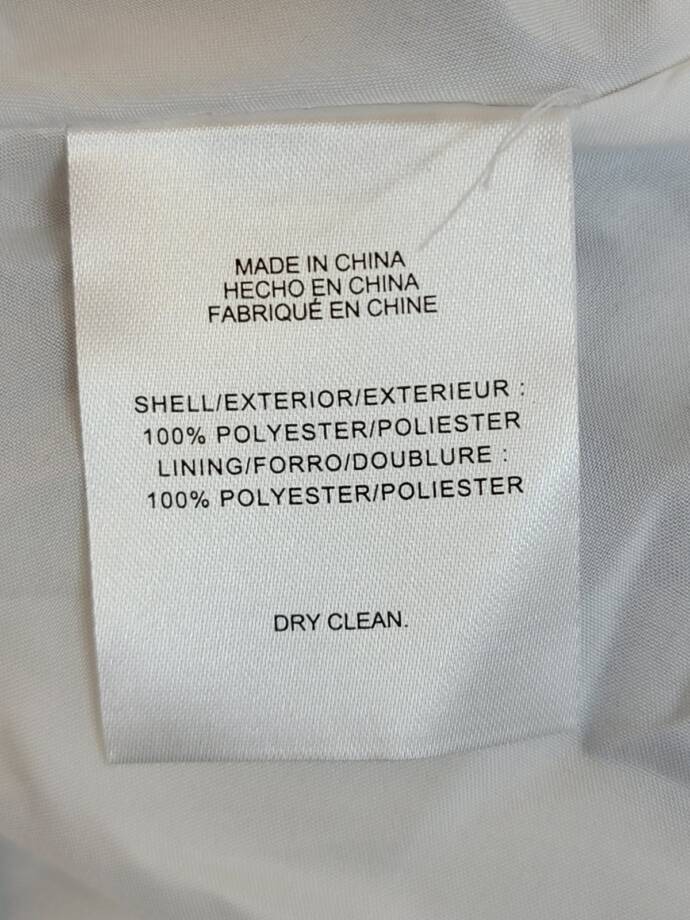 MADE IN CHINA
HECHO EN CHINA
FABRIQUÉ EN CHINE
SHELL/EXTERIOR/EXTERIEUR :
100% POLYESTER/POLIESTER
LINING/FORRO/DOUBLURE :
100% POLYESTER/POLIESTER
DRY CLEAN.